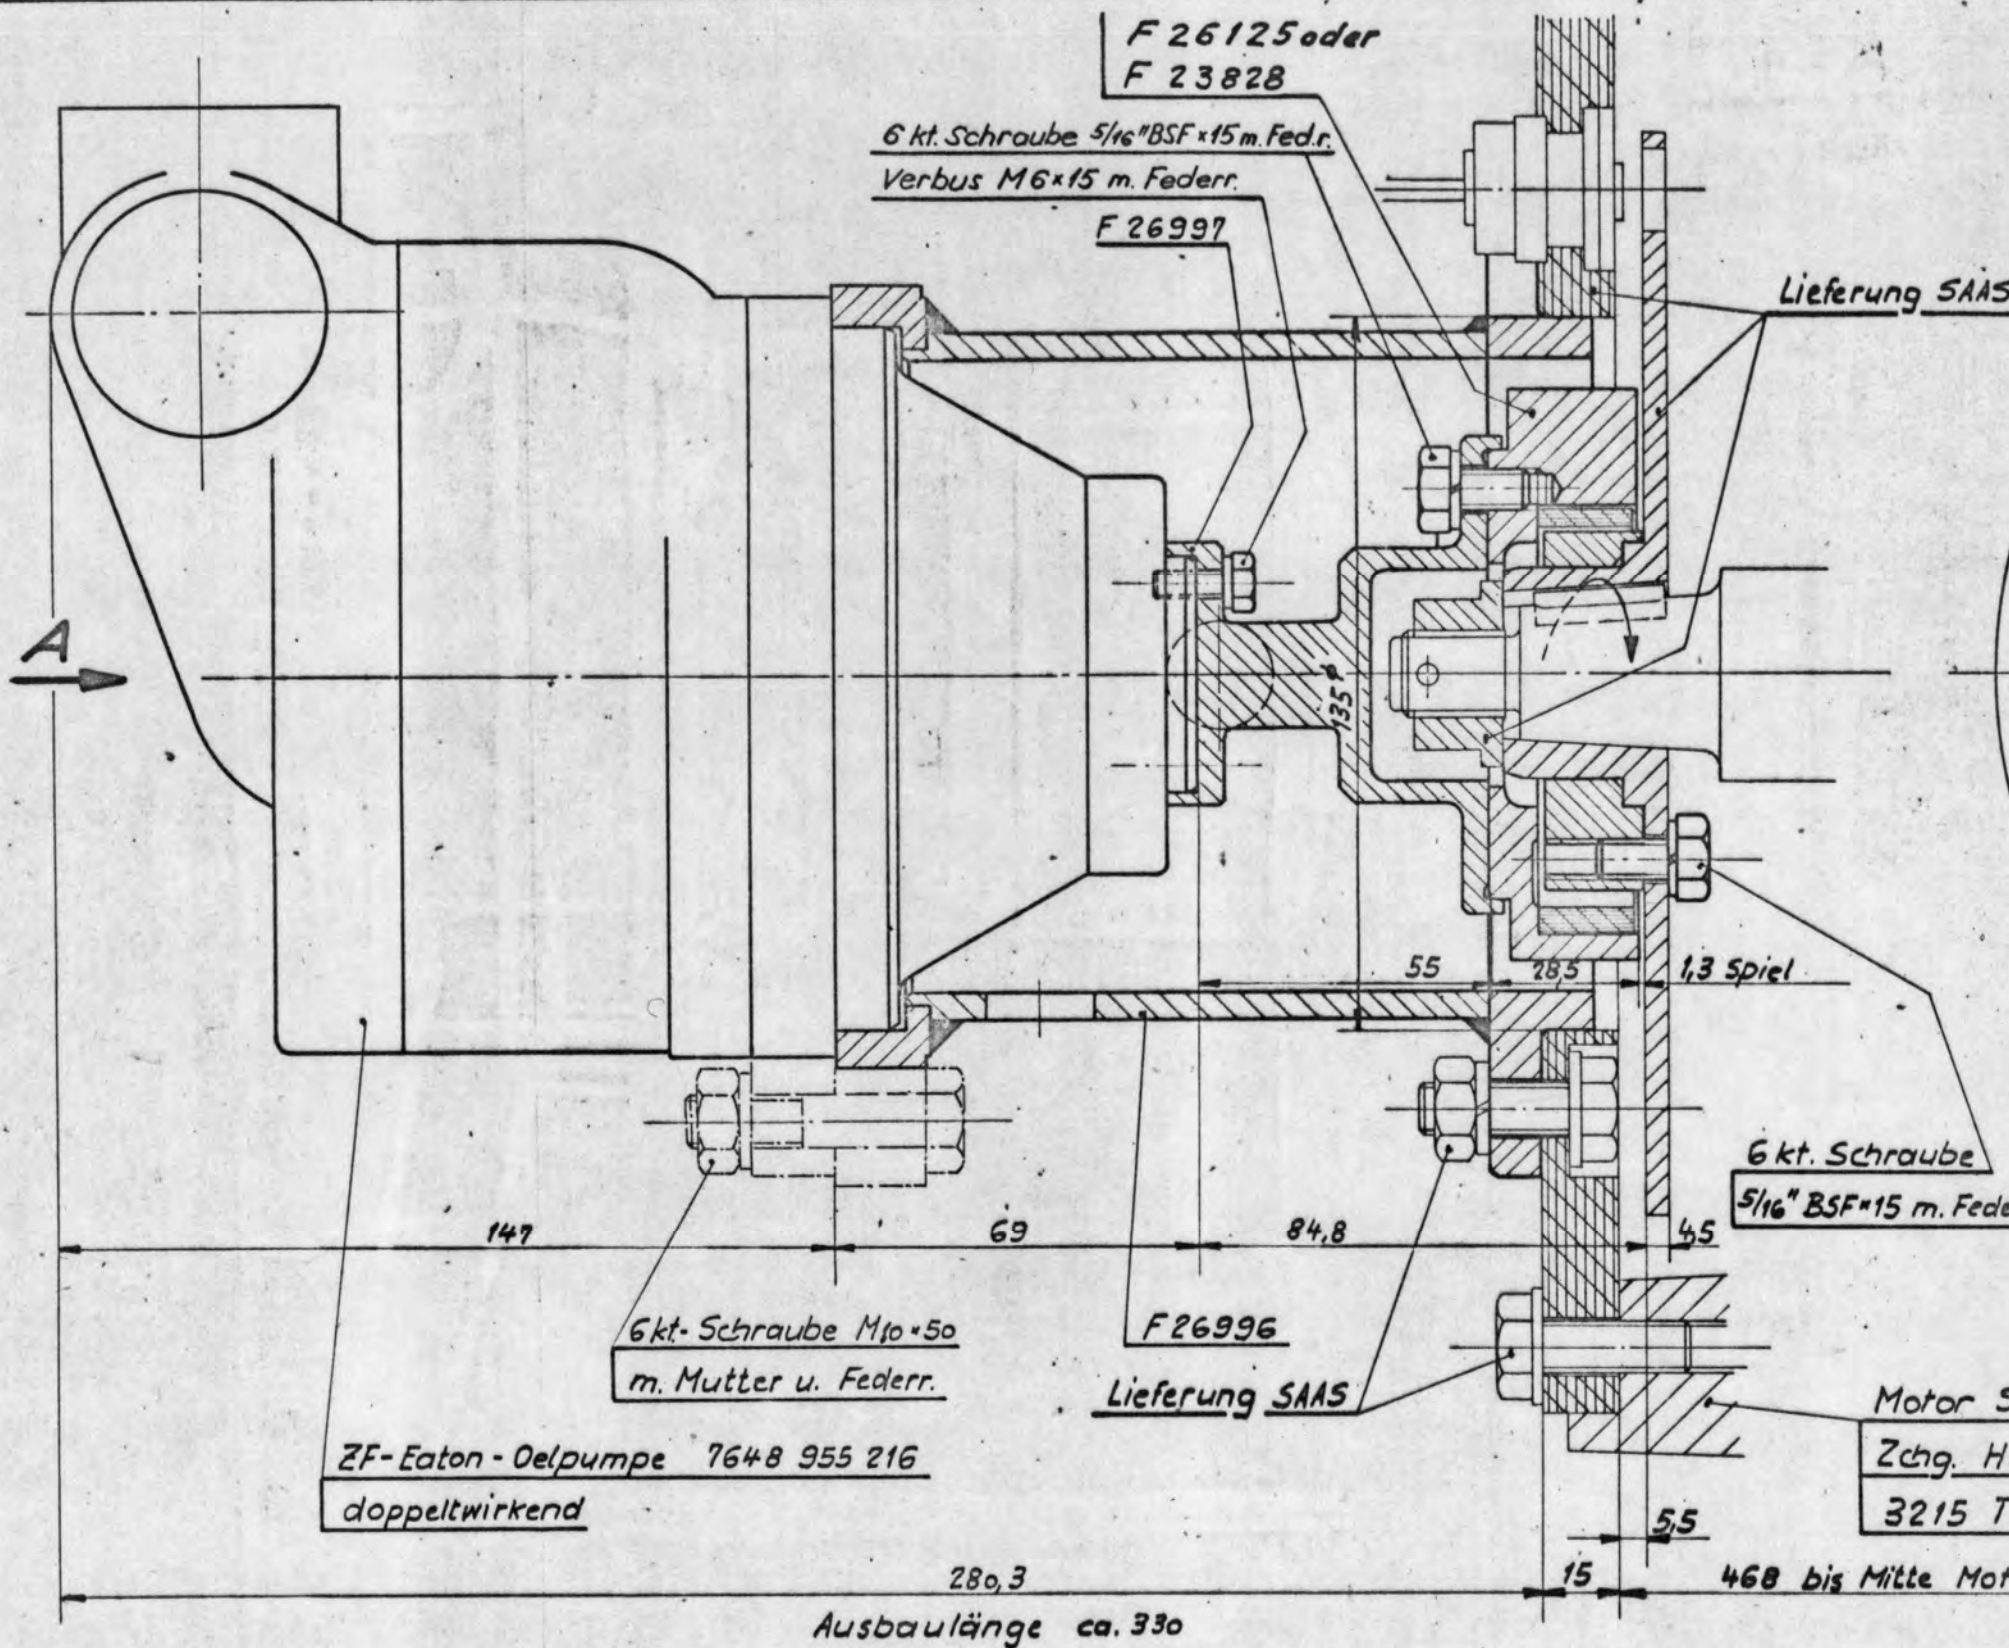 F 26125 oder
F 23828
6 kt. Schraube 5/16" BSF × 15 m. Fed.r.
Verbus M6×15 m. Federr.
F 26997
Lieferung SAAS
A
135 ⌀
55
28,5
1,3 Spiel
6 kt. Schraube
5/16" BSF×15 m. Fede
147
69
84,8
4,5
6kt-Schraube M10×50
m. Mutter u. Federr.
F 26996
Lieferung SAAS
Motor S
Zchg. H
3215 T
ZF-Eaton-Oelpumpe 7648 955 216
doppeltwirkend
5,5
280,3
15
468 bis Mitte Mot
Ausbaulänge ca. 330